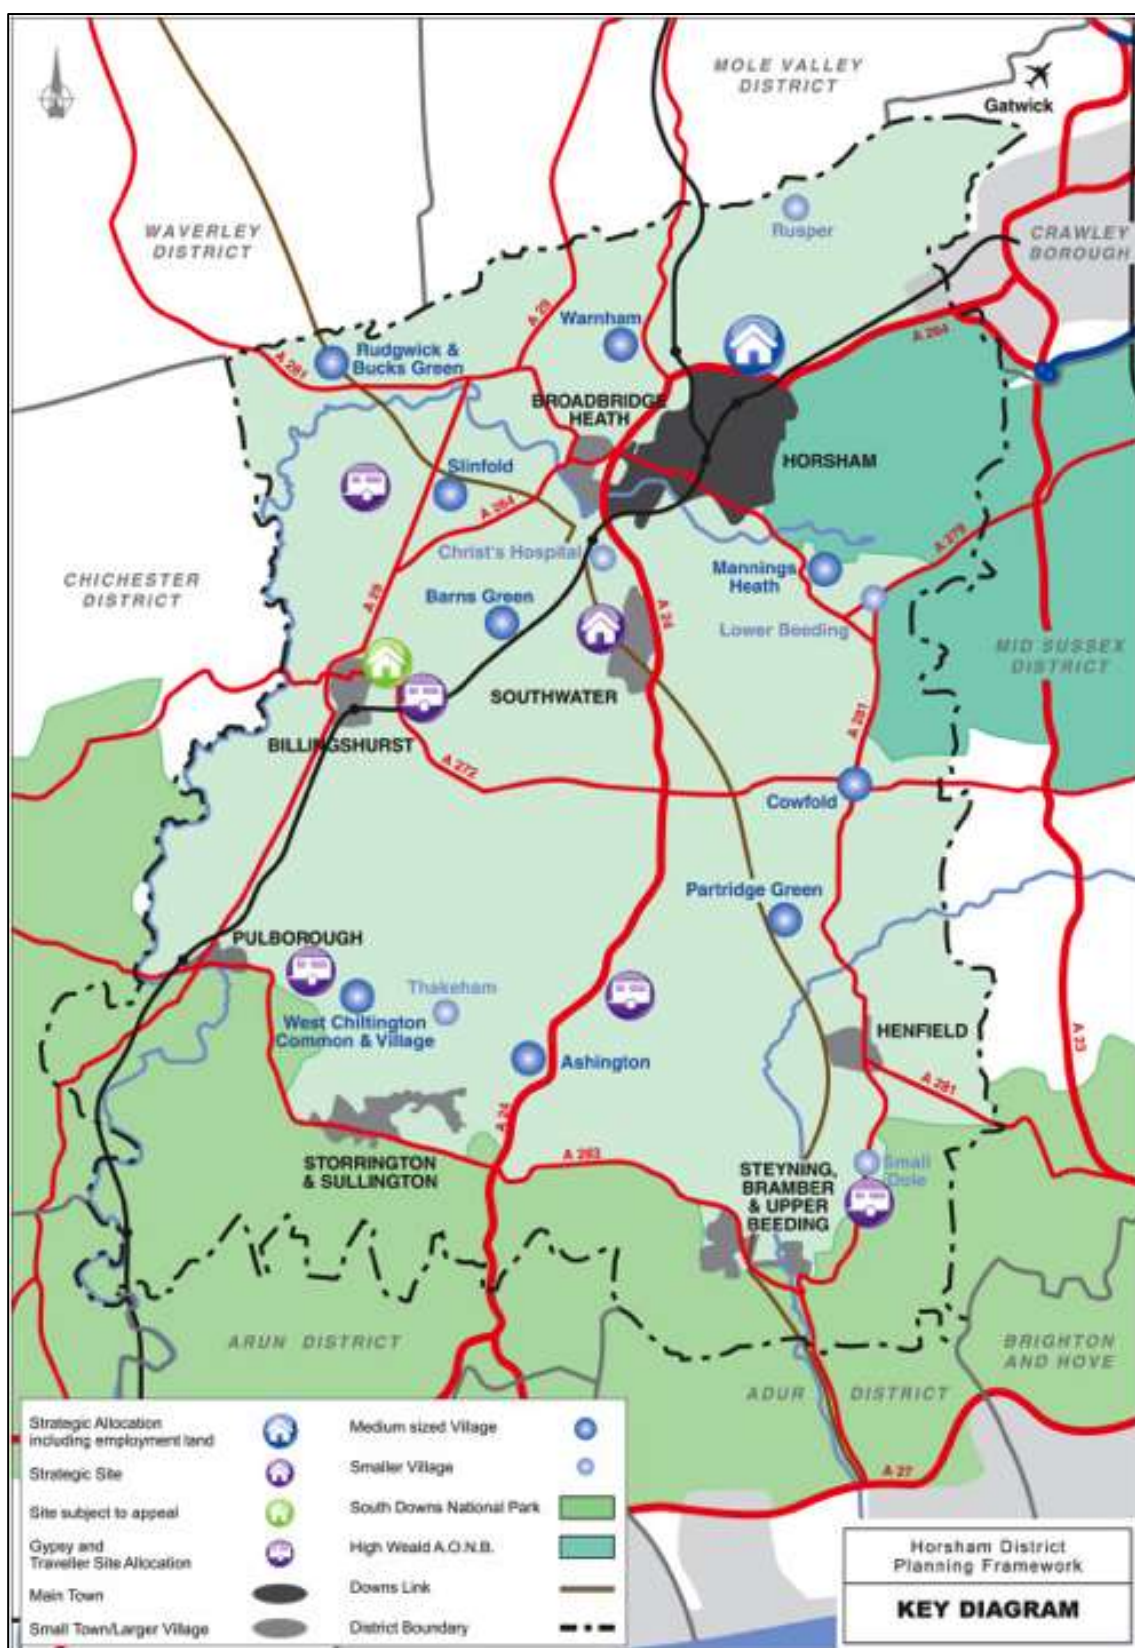 MOLE VALLEY
DISTRICT
Gatwick
WAVERLEY
DISTRICT
Rusper
CRAWLEY
BOROUGH
A 29
Warnham
A 264
Rudgwick &
Bucks Green
A 281
BROADBRIDGE
HEATH
HORSHAM
Slinfold
A 264
Christ's Hospital
A 279
CHICHESTER
DISTRICT
Mannings
Heath
Barns Green
A 29
A 24
Lower Beeding
MID SUSSEX
DISTRICT
SOUTHWATER
A 281
BILLINGSHURST
A 272
Cowfold
Partridge Green
PULBOROUGH
Thakeham
West Chiltington
Common & Village
HENFIELD
A 23
Ashington
A 281
A 24
A 283
STORRINGTON
& SULLINGTON
STEYNING,
BRAMBER
& UPPER
BEEDING
Small
Dole
ARUN DISTRICT
BRIGHTON
AND HOVE
ADUR DISTRICT
A 27
Strategic Allocation
including employment land
Strategic Site
Site subject to appeal
Gypsy and
Traveller Site Allocation
Main Town
Small Town/Larger Village
Medium sized Village
Smaller Village
South Downs National Park
High Weald A.O.N.B.
Downs Link
District Boundary
Horsham District
Planning Framework
KEY DIAGRAM